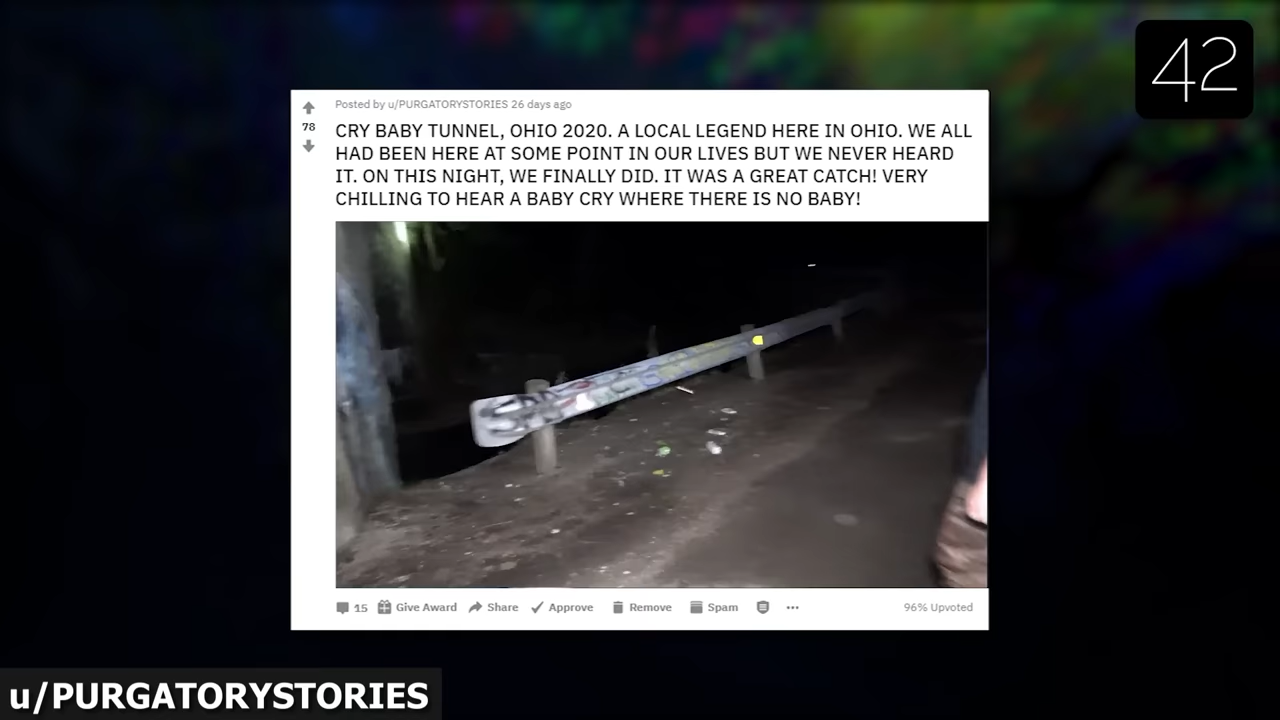 42
Posted by u/PURGATORYSTORIES 26 days ago
78
CRY BABY TUNNEL, OHIO 2020. A LOCAL LEGEND HERE IN OHIO. WE ALL
HAD BEEN HERE AT SOME POINT IN OUR LIVES BUT WE NEVER HEARD
IT. ON THIS NIGHT, WE FINALLY DID. IT WAS A GREAT CATCH! VERY
CHILLING TO HEAR A BABY CRY WHERE THERE IS NO BABY!
15 Give Award Share Approve Remove Spam 96% Upvoted
u/PURGATORYSTORIES